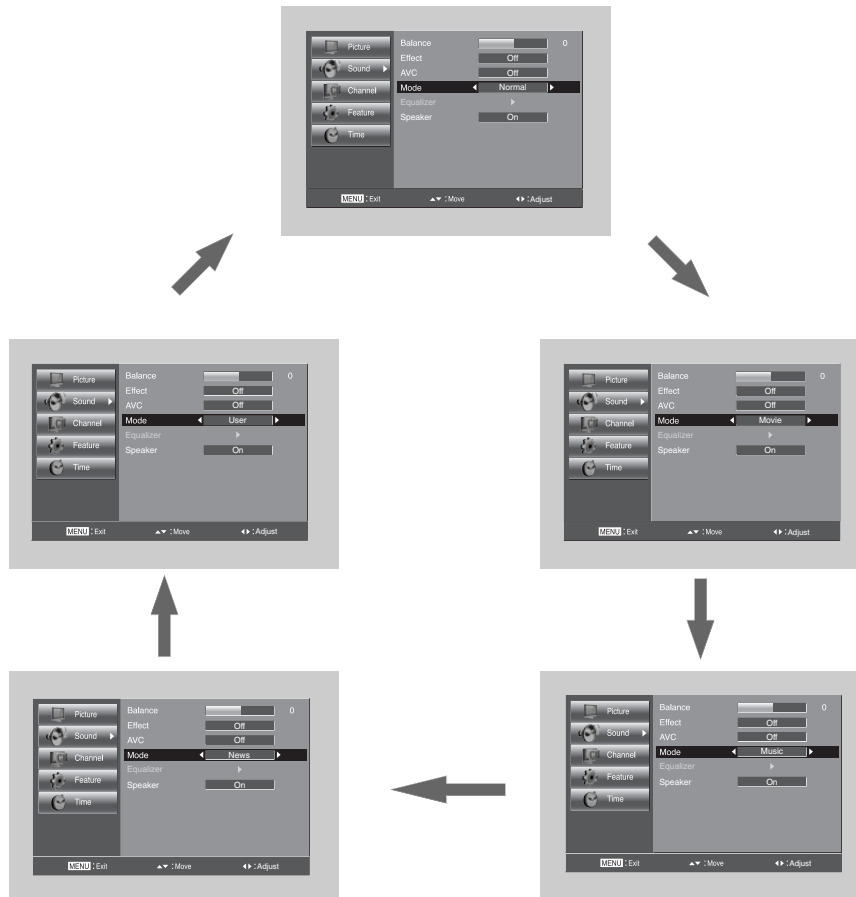 Picture
Sound
Channel
Feature
Time
Balance 0
Effect Off
AVC Off
Mode Normal
Equalizer
Speaker On
MENU : Exit : Move : Adjust
Picture
Sound
Channel
Feature
Time
Balance 0
Effect Off
AVC Off
Mode User
Equalizer
Speaker On
MENU : Exit : Move : Adjust
Picture
Sound
Channel
Feature
Time
Balance 0
Effect Off
AVC Off
Mode Movie
Equalizer
Speaker On
MENU : Exit : Move : Adjust
Picture
Sound
Channel
Feature
Time
Balance 0
Effect Off
AVC Off
Mode News
Equalizer
Speaker On
MENU : Exit : Move : Adjust
Picture
Sound
Channel
Feature
Time
Balance 0
Effect Off
AVC Off
Mode Music
Equalizer
Speaker On
MENU : Exit : Move : Adjust